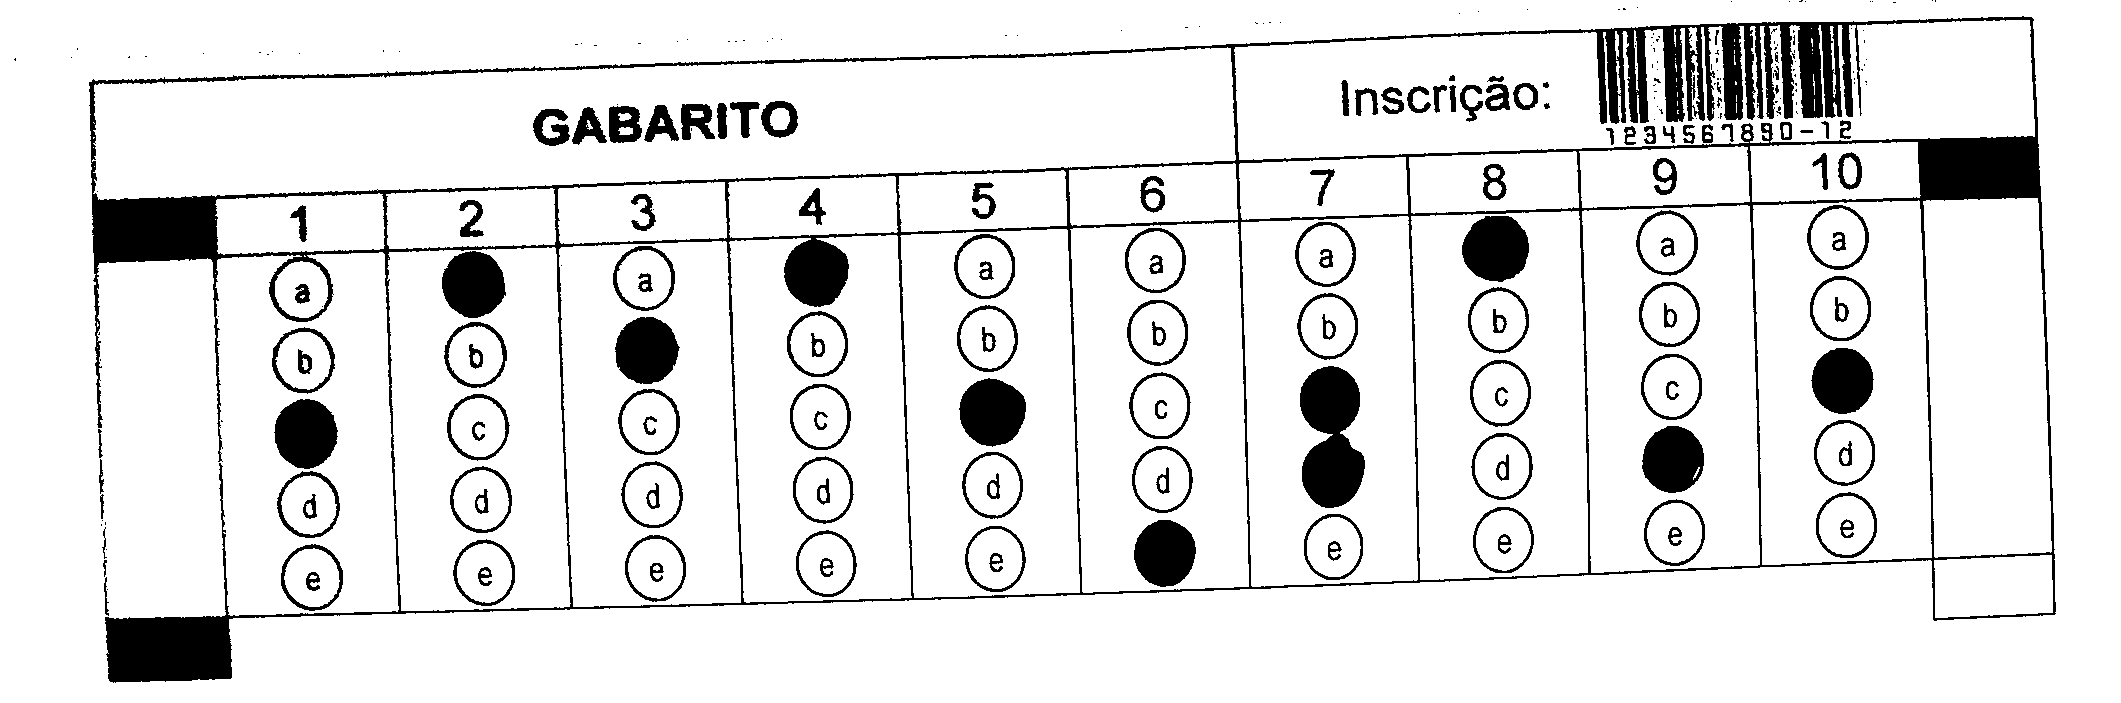 GABARITO
Inscrição:
1234567890-12
1 2 3 4 5 6 7 8 9 10
a a a a a a a
b b b b b b b b b
c c c c c c
d d d d d d d d
e e e e e e e e e